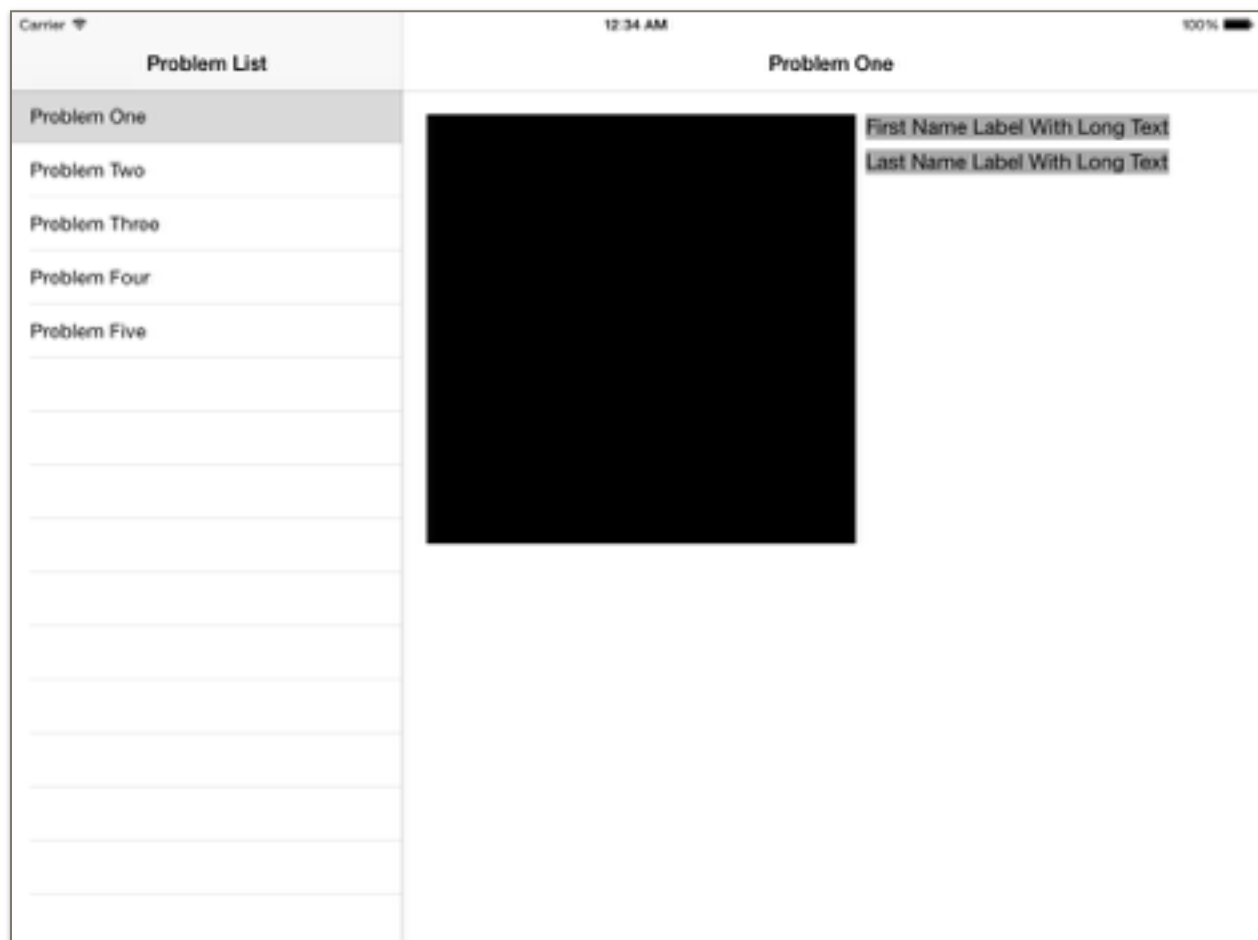 Carrier
12:34 AM
100%
Problem List
Problem One
Problem One
Problem Two
Problem Three
Problem Four
Problem Five
First Name Label With Long Text
Last Name Label With Long Text